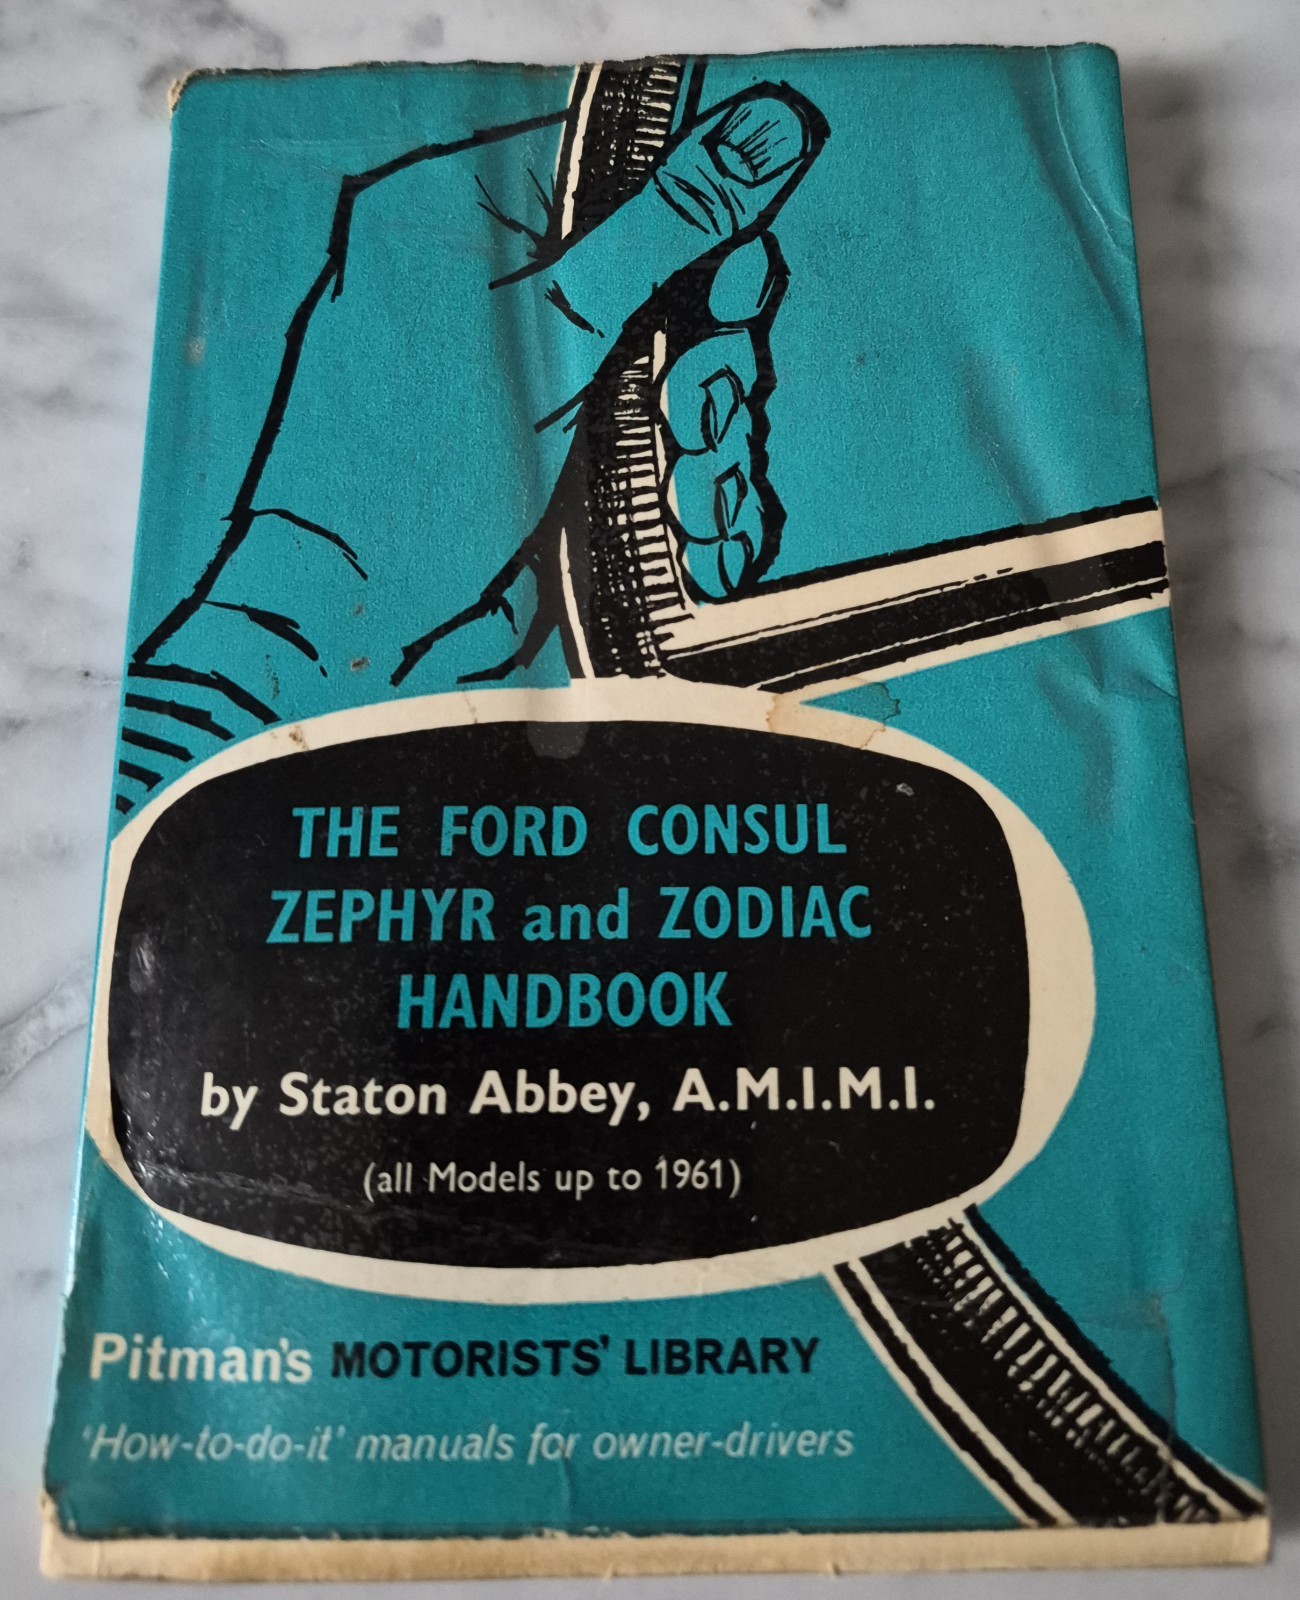 THE FORD CONSUL
ZEPHYR and ZODIAC
HANDBOOK
by Staton Abbey, A.M.I.M.I.
(all Models up to 1961)
Pitman's MOTORISTS' LIBRARY
'How-to-do-it' manuals for owner-drivers